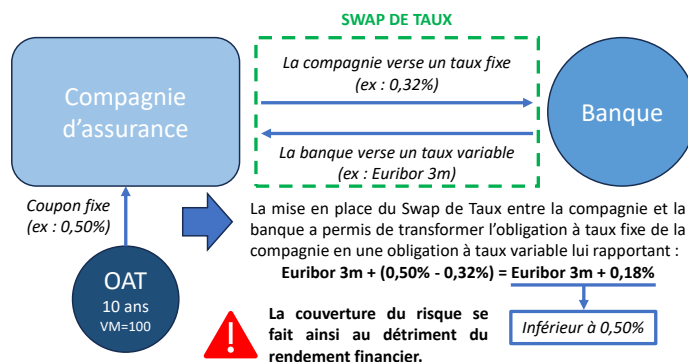 SWAP DE TAUX
Compagnie
d'assurance
La compagnie verse un taux fixe
(ex : 0,32%)
La banque verse un taux variable
(ex : Euribor 3m)
Banque
Coupon fixe
(ex : 0,50%)
OAT
10 ans
VM=100
La mise en place du Swap de Taux entre la compagnie et la
banque a permis de transformer l'obligation à taux fixe de la
compagnie en une obligation à taux variable lui rapportant :
Euribor 3m + (0,50% - 0,32%) = Euribor 3m + 0,18%
Inférieur à 0,50%
La couverture du risque se
fait ainsi au détriment du
rendement financier.